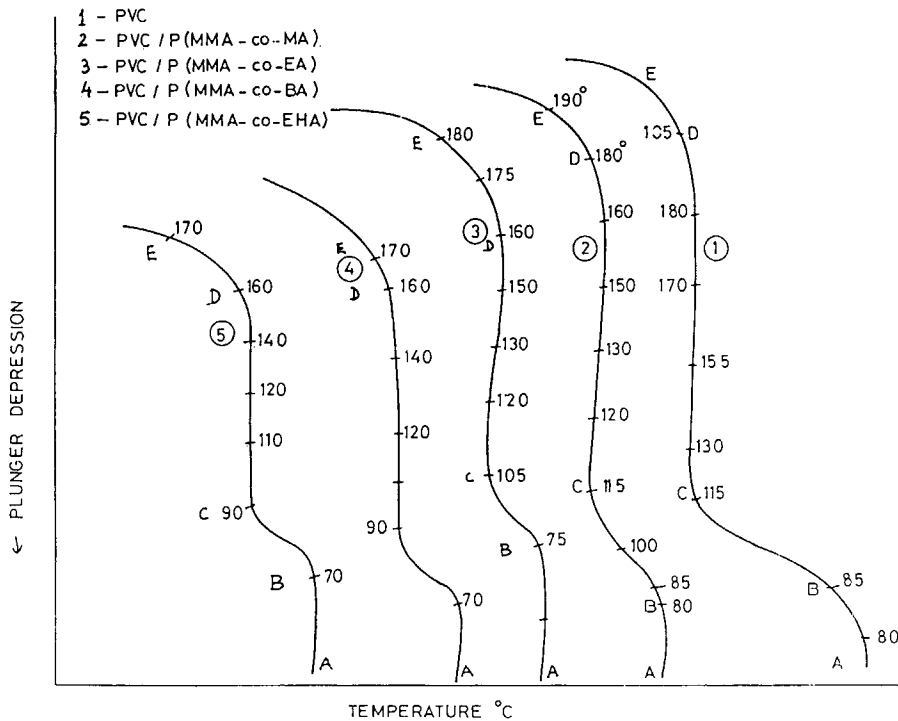 1 - PVC
2 - PVC / P(MMA-co-MA)
3 - PVC / P(MMA-co-EA)
4 - PVC / P(MMA-co-BA)
5 - PVC / P(MMA-co-EHA)
E
190°
E
E
180
105
D
D
180°
175
170
E
E
4
170
3
D
160
2
160
180
1
D
160
D
160
150
150
170
5
140
140
130
130
155
120
120
120
120
130
110
C
105
C
115
C
115
C
90
90
B
75
100
B
70
70
85
B
80
B
85
80
A
A
A
A
A
← PLUNGER DEPRESSION
TEMPERATURE °C